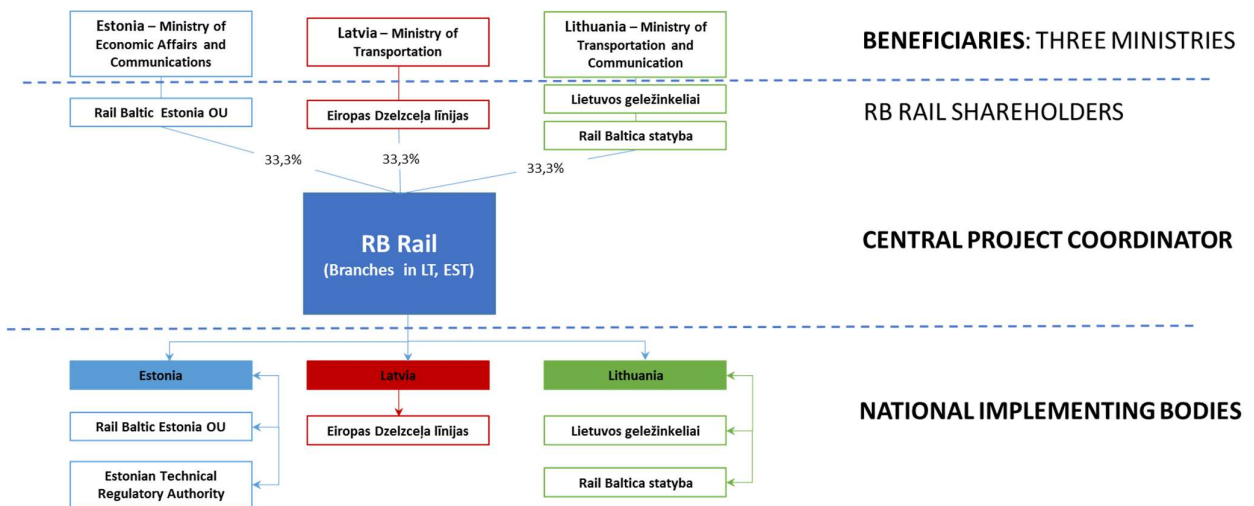 Estonia – Ministry of
Economic Affairs and
Communications
Latvia – Ministry of
Transportation
Lithuania – Ministry of
Transportation and
Communication
BENEFICIARIES: THREE MINISTRIES
Rail Baltic Estonia OU
Eiropas Dzelzceļa līnijas
Lietuvos geležinkeliai
Rail Baltica statyba
RB RAIL SHAREHOLDERS
33,3%
33,3%
33,3%
RB Rail
(Branches in LT, EST)
CENTRAL PROJECT COORDINATOR
Estonia
Latvia
Lithuania
Rail Baltic Estonia OU
Eiropas Dzelzceļa līnijas
Lietuvos geležinkeliai
NATIONAL IMPLEMENTING BODIES
Estonian Technical
Regulatory Authority
Rail Baltica statyba